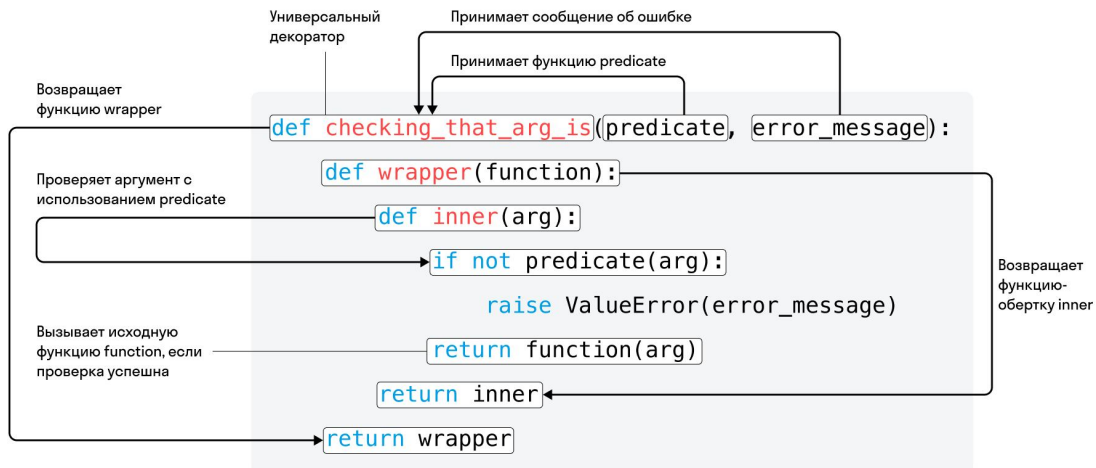 Универсальный
декоратор
Принимает сообщение об ошибке
Принимает функцию predicate
Возвращает
функцию wrapper
def checking_that_arg_is(predicate, error_message):
def wrapper(function):
Проверяет аргумент с
использованием predicate
def inner(arg):
if not predicate(arg):
Возвращает
функцию-
обертку inner
raise ValueError(error_message)
Вызывает исходную
функцию function, если
проверка успешна
return function(arg)
return inner
return wrapper